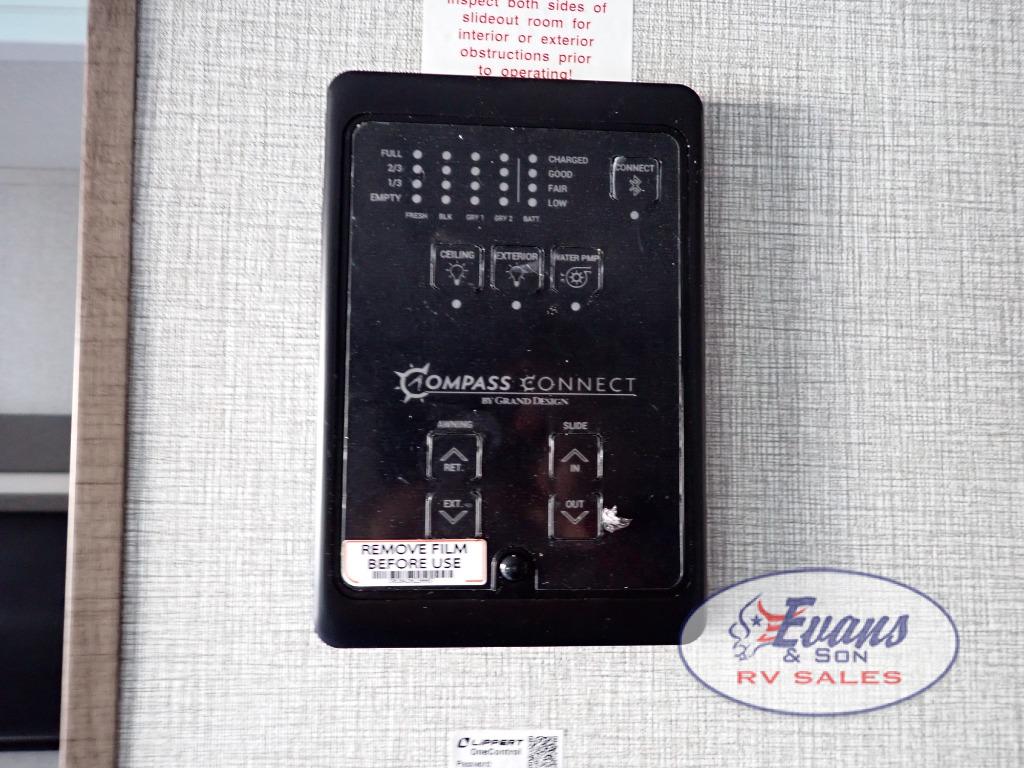 Inspect both sides of
slideout room for
interior or exterior
obstructions prior
to operating!
FULL
2/3
1/3
EMPTY
FRESH BLK GRY 1 GRY 2 BATT.
CHARGED
GOOD
FAIR
LOW
CONNECT
CEILING EXTERIOR WATER PMP
COMPASS CONNECT
BY GRAND DESIGN
AWNING SLIDE
RET. IN
EXT. OUT
REMOVE FILM
BEFORE USE
Evans
& SON
RV SALES
LIPPERT
OneControl
Password: